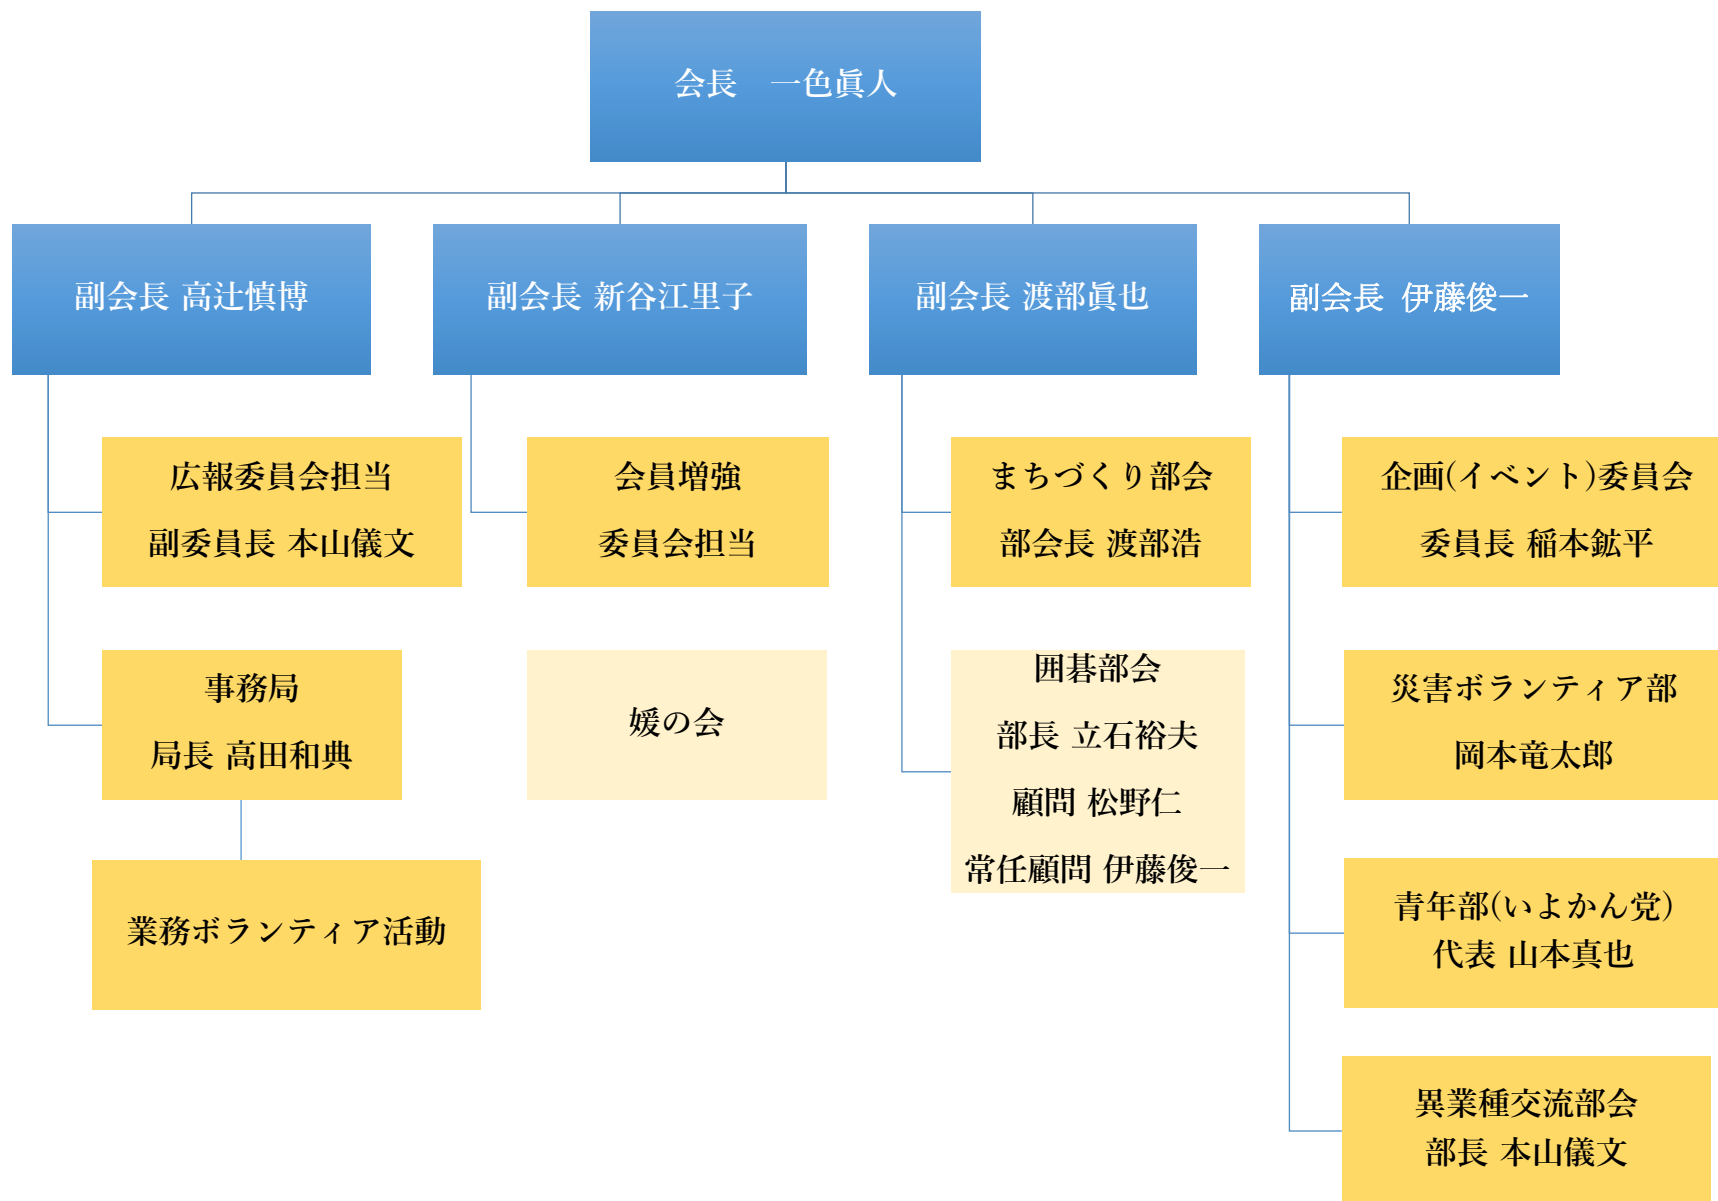 会長　一色眞人
副会長 高辻慎博
副会長 新谷江里子
副会長 渡部眞也
副会長 伊藤俊一
広報委員会担当
副委員長 本山儀文
会員増強
委員会担当
まちづくり部会
部会長 渡部浩
企画(イベント)委員会
委員長 稲本鉱平
事務局
局長 高田和典
媛の会
囲碁部会
部長 立石裕夫
顧問 松野仁
常任顧問 伊藤俊一
災害ボランティア部
岡本竜太郎
業務ボランティア活動
青年部(いよかん党)
代表 山本真也
異業種交流部会
部長 本山儀文